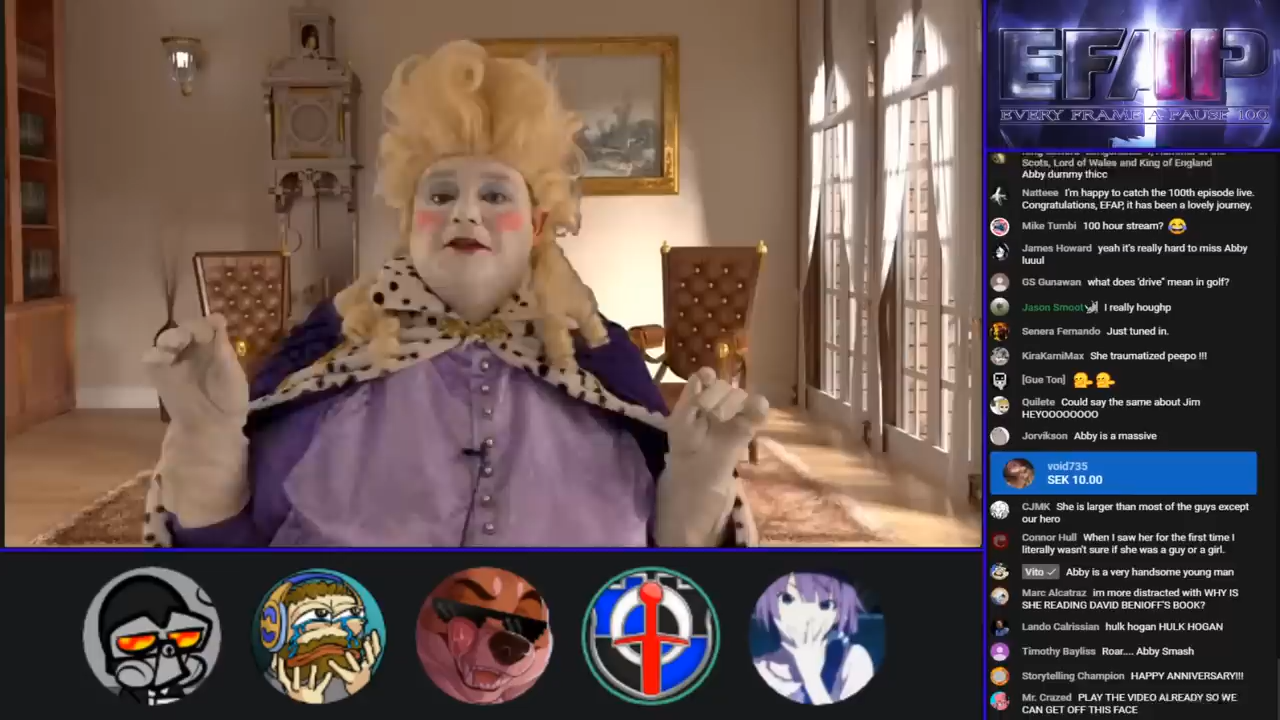 EFAP
EVERY FRAME A PAUSE 100
Scots, Lord of Wales and King of England
Abby dummy thicc
Natteee I'm happy to catch the 100th episode live.
Congratulations, EFAP, it has been a lovely journey.
Mike Tumbi 100 hour stream? 😂
James Howard yeah it's really hard to miss Abby
luuul
GS Gunawan what does 'drive" mean in golf?
Jason Smoot I really houghp
Senera Fernando Just tuned in.
KiraKamiMax She traumatized peepo !!!
[Gue Ton]
Quilete Could say the same about Jim
HEYOOOOOOOO
Jorvikson Abby is a massive
void735
SEK 10.00
CJMK She is larger than most of the guys except
our hero
Connor Hull When I saw her for the first time I
literally wasn't sure if she was a guy or a girl.
Vito ✓ Abby is a very handsome young man
Marc Alcatraz im more distracted with WHY IS
SHE READING DAVID BENIOFF'S BOOK?
Lando Calrissian hulk hogan HULK HOGAN
Timothy Bayliss Roar.... Abby Smash
Storytelling Champion HAPPY ANNIVERSARY!!!
Mr. Crazed PLAY THE VIDEO ALREADY SO WE
CAN GET OFF THIS FACE